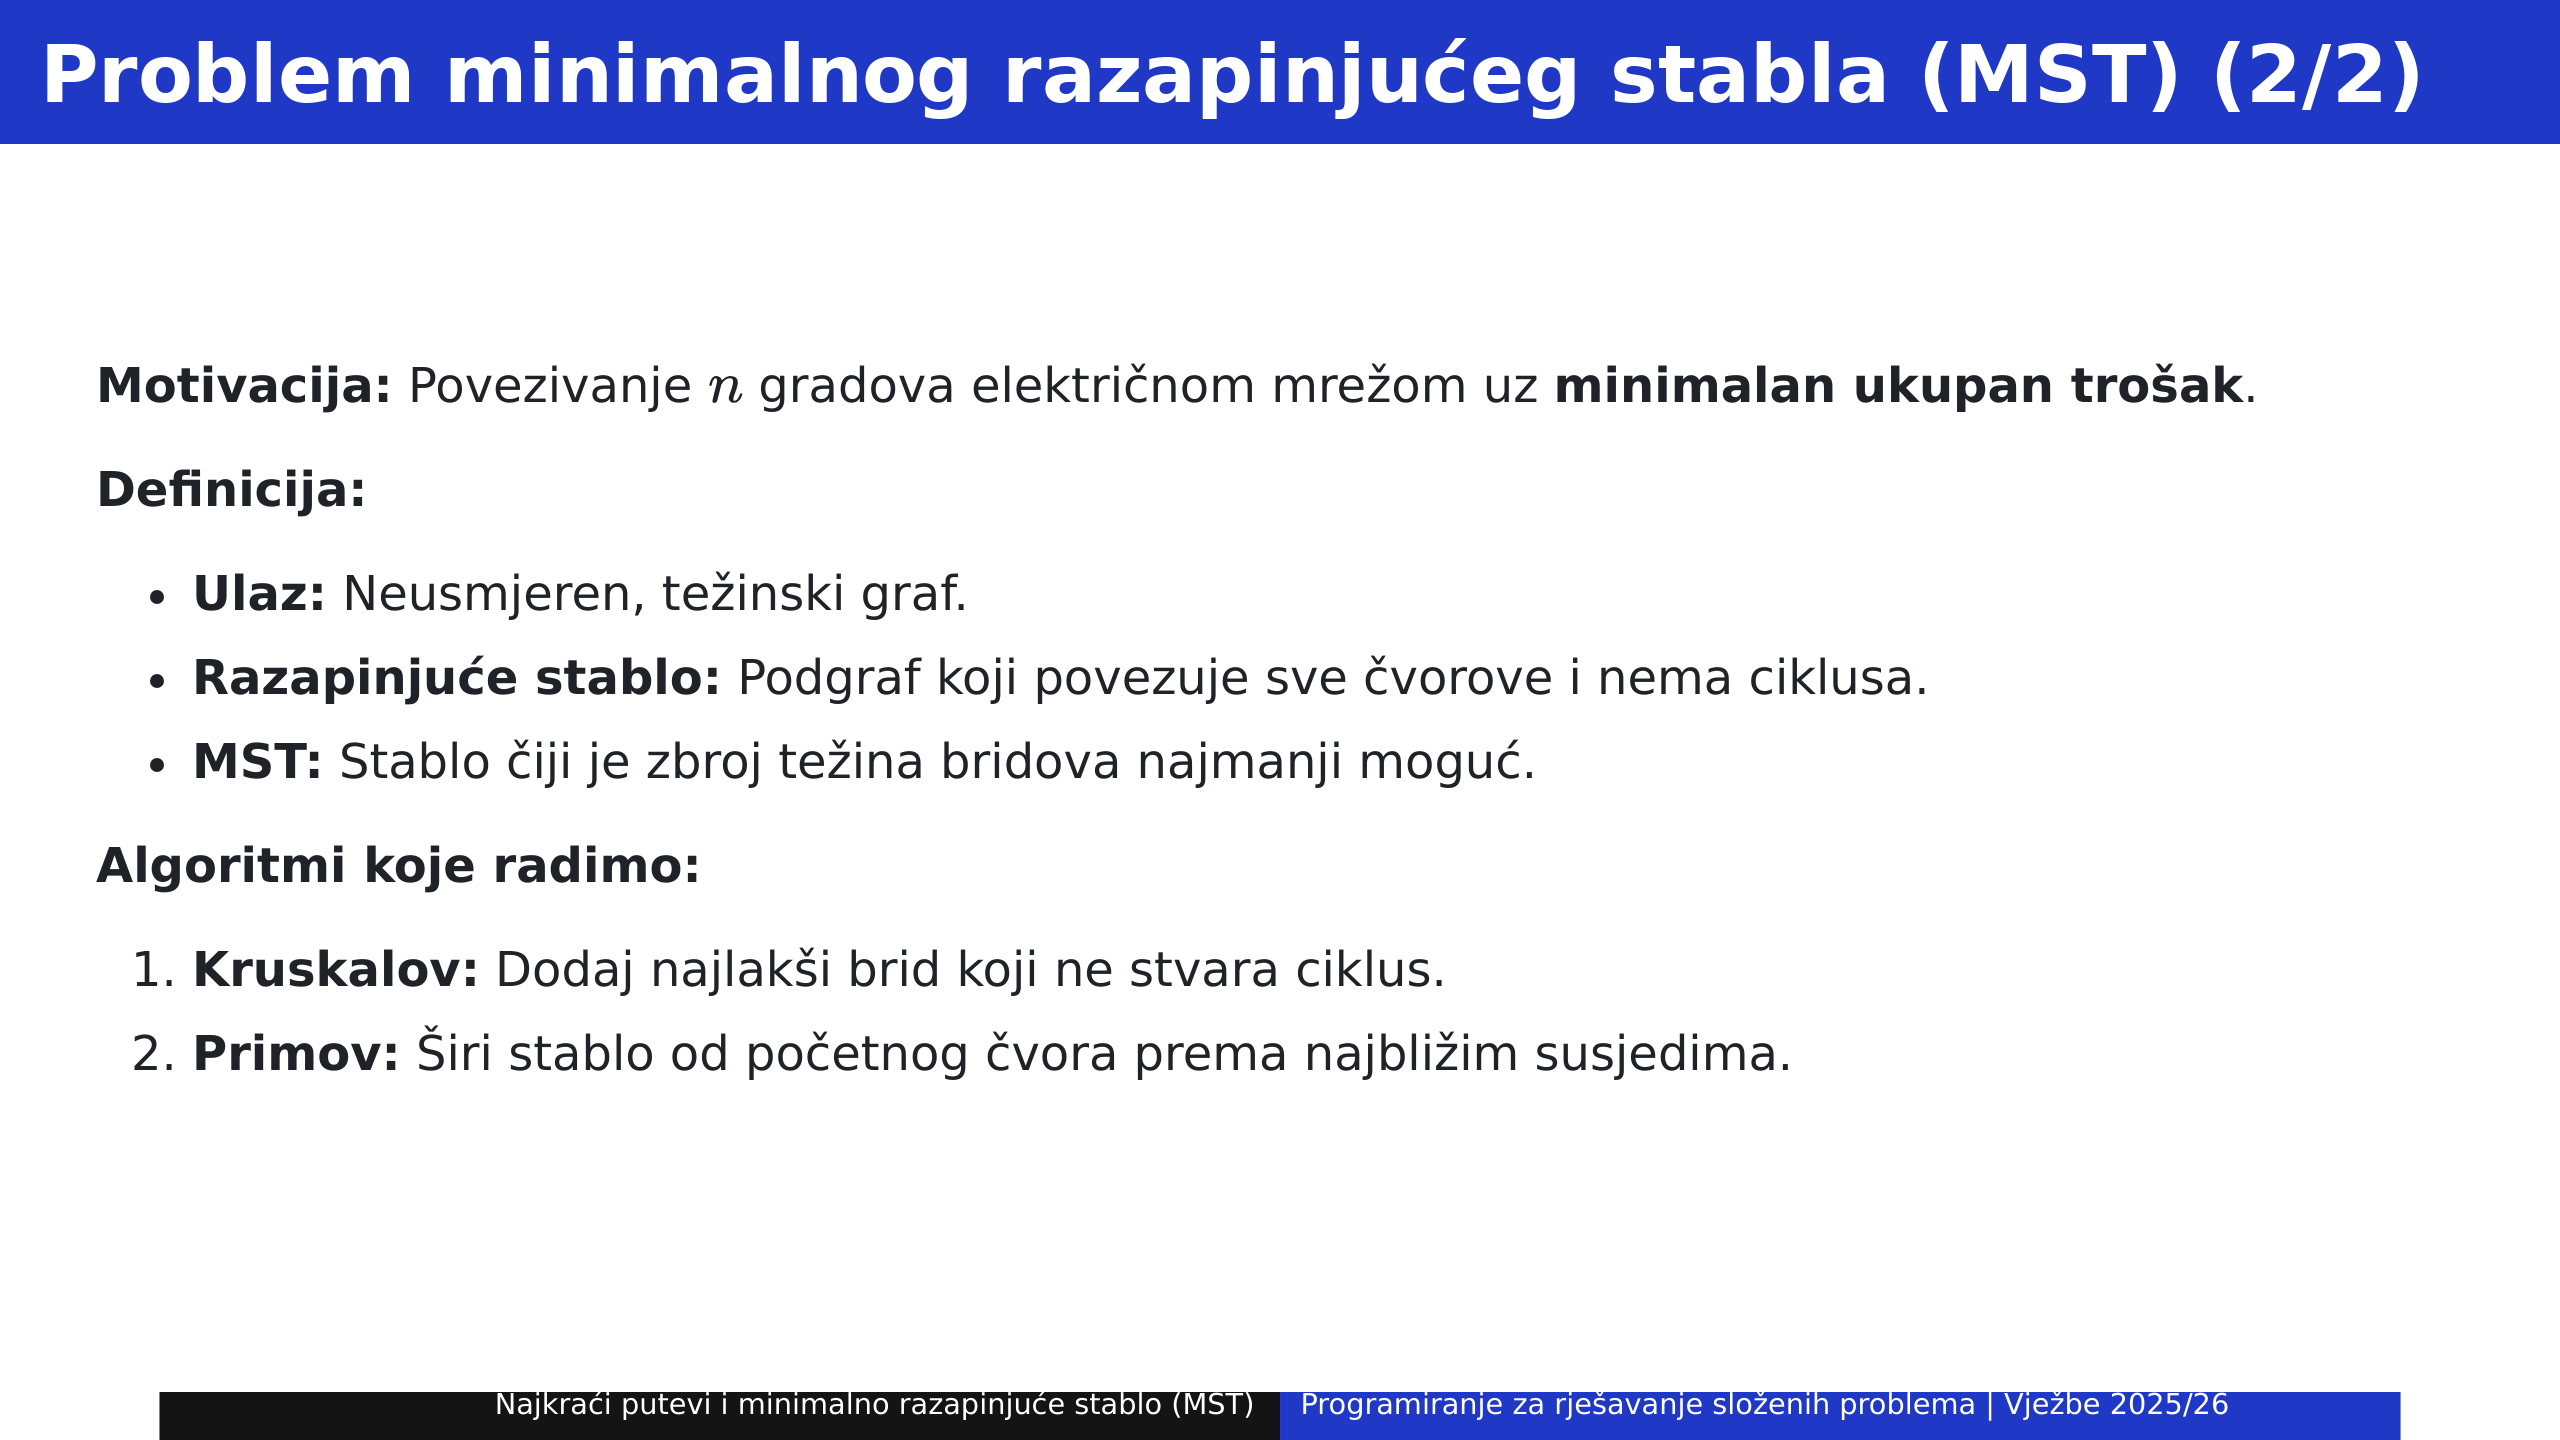 Problem minimalnog razapinjućeg stabla (MST) (2/2)
Motivacija: Povezivanje n gradova električnom mrežom uz minimalan ukupan trošak.
Definicija:
• Ulaz: Neusmjeren, težinski graf.
• Razapinjuće stablo: Podgraf koji povezuje sve čvorove i nema ciklusa.
• MST: Stablo čiji je zbroj težina bridova najmanji moguć.
Algoritmi koje radimo:
1. Kruskalov: Dodaj najlakši brid koji ne stvara ciklus.
2. Primov: Širi stablo od početnog čvora prema najbližim susjedima.
Najkraći putevi i minimalno razapinjuće stablo (MST)
Programiranje za rješavanje složenih problema | Vježbe 2025/26